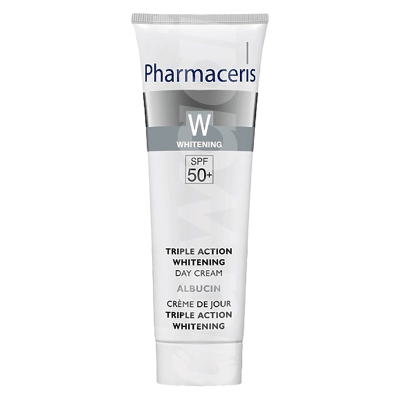 Pharmaceris
W
WHITENING
SPF
50+
TRIPLE ACTION
WHITENING
DAY CREAM
ALBUCIN
CRÈME DE JOUR
TRIPLE ACTION
WHITENING